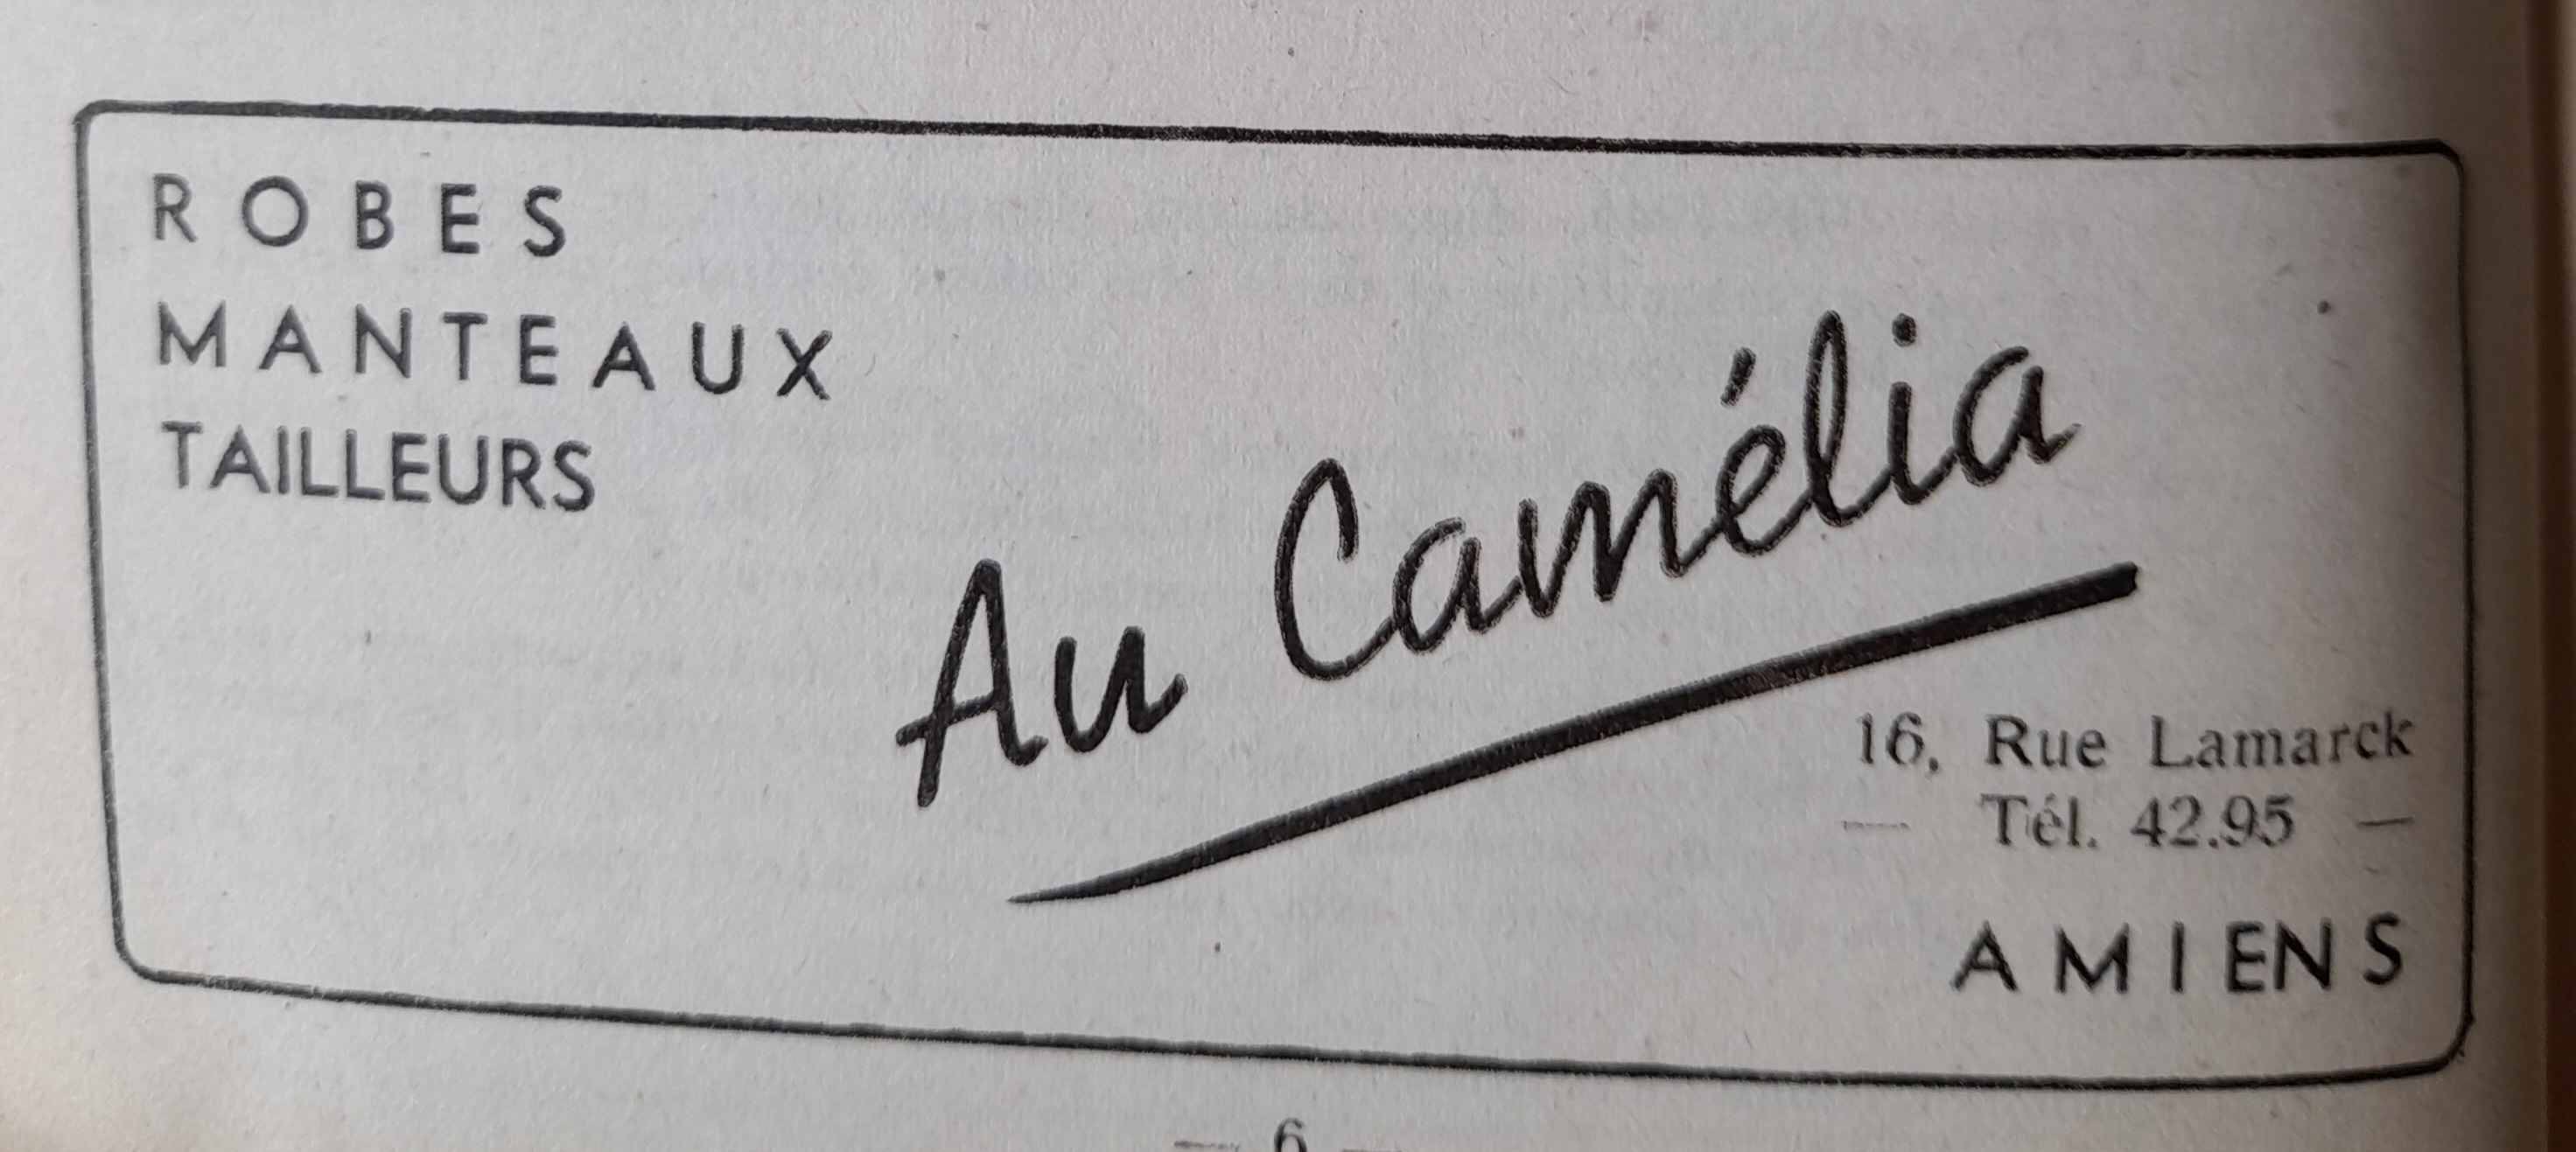 ROBES
MANTEAUX
TAILLEURS
Au Camélia
16, Rue Lamarck
— Tél. 42.95 —
AMIENS
— 6 —